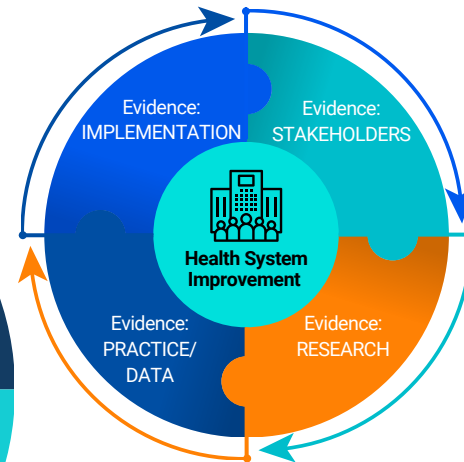 Evidence:
IMPLEMENTATION
Evidence:
STAKEHOLDERS
Health System
Improvement
Evidence:
PRACTICE/
DATA
Evidence:
RESEARCH